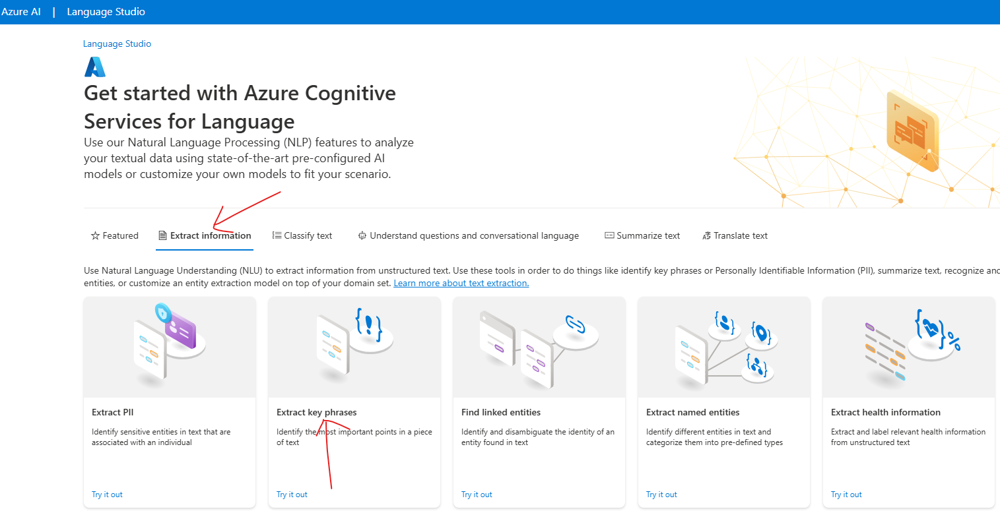 Azure AI | Language Studio
Language Studio
Get started with Azure Cognitive
Services for Language
Use our Natural Language Processing (NLP) features to analyze
your textual data using state-of-the-art pre-configured AI
models or customize your own models to fit your scenario.
Featured
Extract information
Classify text
Understand questions and conversational language
Summarize text
Translate text
Use Natural Language Understanding (NLU) to extract information from unstructured text. Use these tools in order to do things like identify key phrases or Personally Identifiable Information (PII), summarize text, recognize and
entities, or customize an entity extraction model on top of your domain set. Learn more about text extraction.
Extract PII
Identify sensitive entities in text that are
associated with an individual
Try it out
Extract key phrases
Identify the most important points in a piece
of text
Try it out
Find linked entities
Identify and disambiguate the identity of an
entity found in text
Try it out
Extract named entities
Identify different entities in text and
categorize them into pre-defined types
Try it out
Extract health information
Extract and label relevant health information
from unstructured text
Try it out